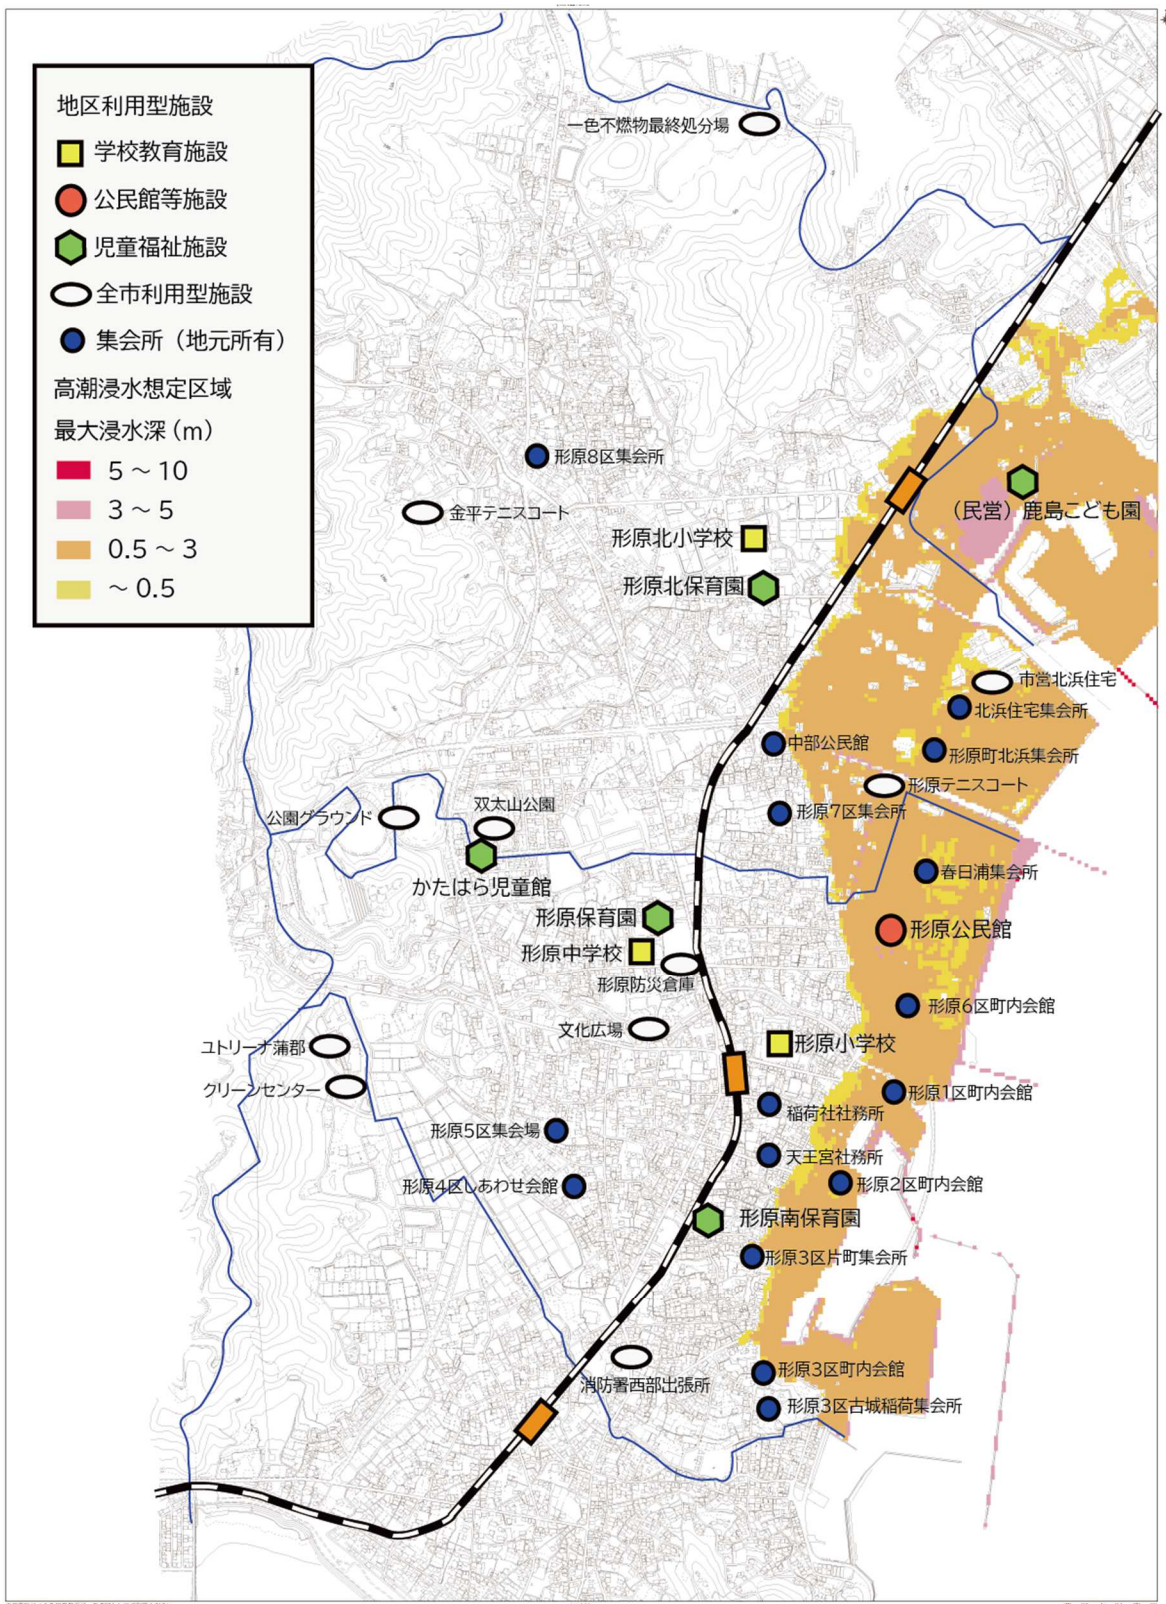 地区利用型施設
学校教育施設
公民館等施設
児童福祉施設
全市利用型施設
集会所（地元所有）
高潮浸水想定区域
最大浸水深（m）
5～10
3～5
0.5～3
～0.5
一色不燃物最終処分場
形原8区集会所
（民営）鹿島こども園
金平テニスコート
形原北小学校
形原北保育園
市営北浜住宅
北浜住宅集会所
中部公民館
形原町北浜集会所
形原テニスコート
双太山公園
公園グラウンド
形原7区集会所
春日浦集会所
かたはら児童館
形原保育園
形原公民館
形原中学校
形原防災倉庫
形原6区町内会館
文化広場
形原小学校
ユトリーナ蒲郡
クリーンセンター
形原1区町内会館
稲荷社社務所
形原5区集会場
天王宮社務所
形原4区しあわせ会館
形原2区町内会館
形原南保育園
形原3区片町集会所
形原3区町内会館
消防署西部出張所
形原3区古城稲荷集会所